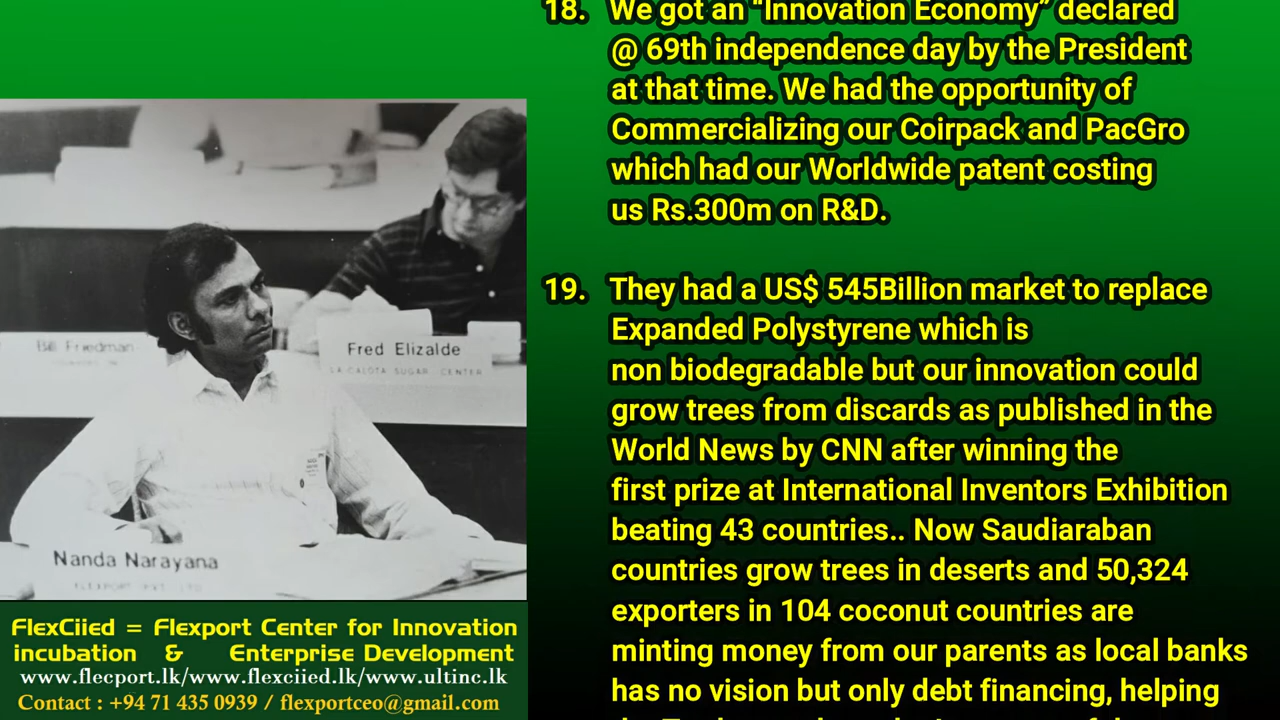 18. We got an “Innovation Economy” declared
@ 69th independence day by the President
at that time. We had the opportunity of
Commercializing our Coirpack and PacGro
which had our Worldwide patent costing
us Rs.300m on R&D.
19. They had a US$ 545Billion market to replace
Expanded Polystyrene which is
non biodegradable but our innovation could
grow trees from discards as published in the
World News by CNN after winning the
first prize at International Inventors Exhibition
beating 43 countries.. Now Saudiaraban
countries grow trees in deserts and 50,324
exporters in 104 coconut countries are
minting money from our parents as local banks
has no vision but only debt financing, helping
Bill Friedman
Fred Elizalde
LA CALOTA SUGAR CENTER
Nanda Narayana
FlexCiied = Flexport Center for Innovation
incubation & Enterprise Development
www.flecport.lk/www.flexciied.lk/www.ultinc.lk
Contact : +94 71 435 0939 / flexportceo@gmail.com